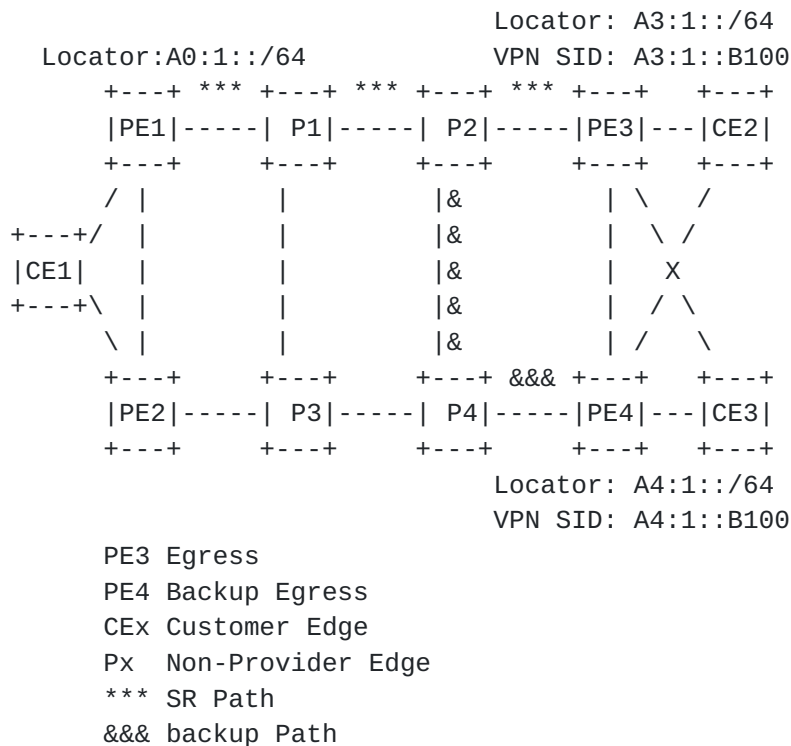 Locator: A3:1::/64
  Locator:A0:1::/64            VPN SID: A3:1::B100
      +---+ *** +---+ *** +---+ *** +---+   +---+
      |PE1|-----| P1|-----| P2|-----|PE3|---|CE2|
      +---+     +---+     +---+     +---+   +---+
      / |        |         |&         | \   /
+---+/  |        |         |&         |  \ /
|CE1|   |        |         |&         |   X
+---+\  |        |         |&         |  / \
      \ |        |         |&         | /   \
      +---+     +---+     +---+ &&& +---+   +---+
      |PE2|-----| P3|-----| P4|-----|PE4|---|CE3|
      +---+     +---+     +---+     +---+   +---+
                               Locator: A4:1::/64
                               VPN SID: A4:1::B100
      PE3 Egress
      PE4 Backup Egress
      CEx Customer Edge
      Px  Non-Provider Edge
      *** SR Path
      &&& backup Path